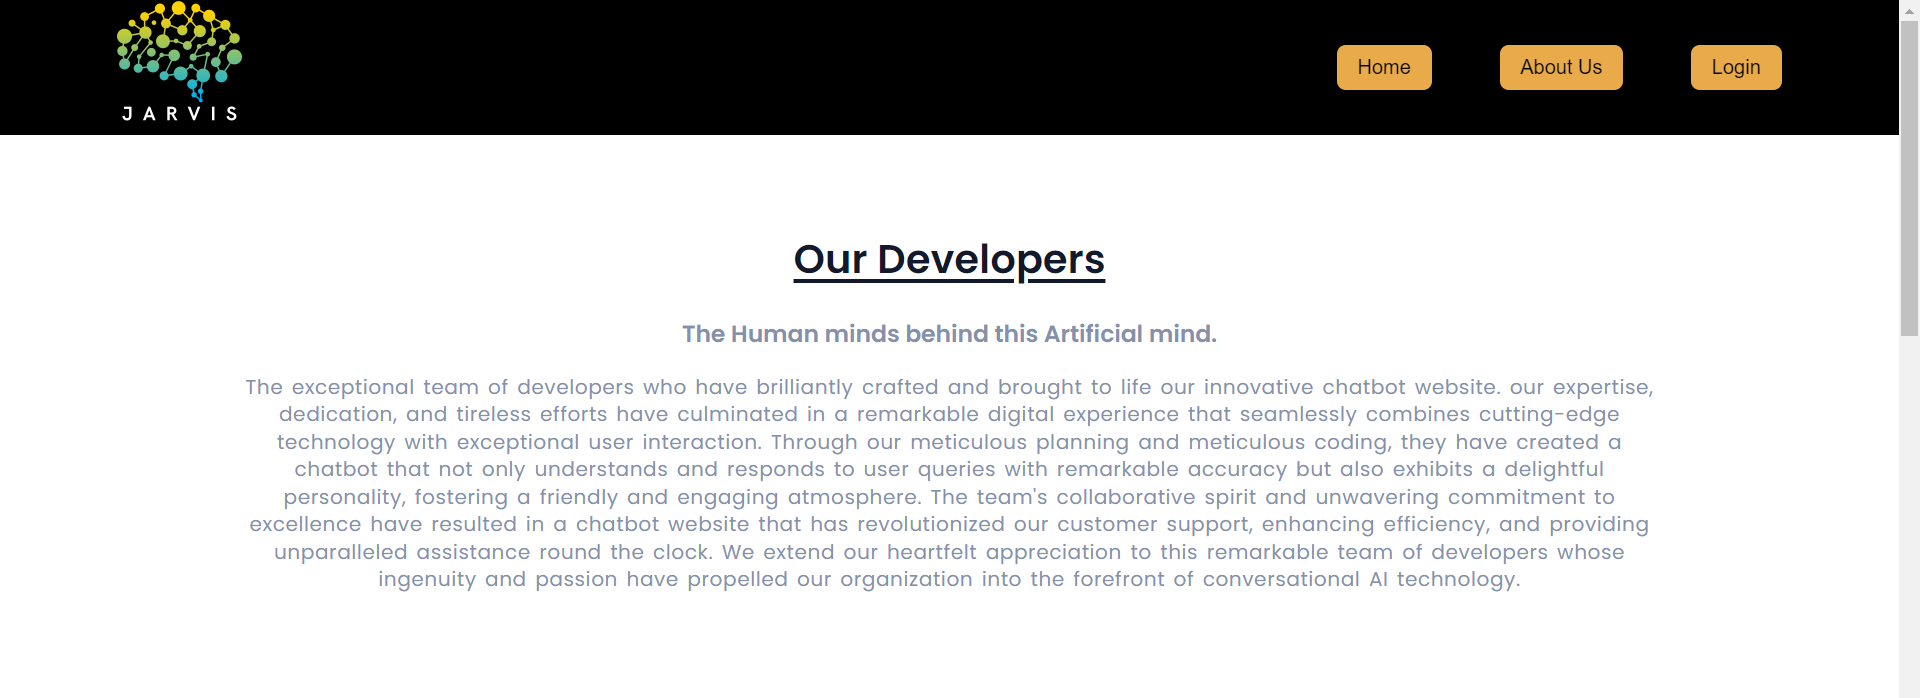 JARVIS
Home
About Us
Login
Our Developers
The Human minds behind this Artificial mind.
The exceptional team of developers who have brilliantly crafted and brought to life our innovative chatbot website. our expertise,
dedication, and tireless efforts have culminated in a remarkable digital experience that seamlessly combines cutting-edge
technology with exceptional user interaction. Through our meticulous planning and meticulous coding, they have created a
chatbot that not only understands and responds to user queries with remarkable accuracy but also exhibits a delightful
personality, fostering a friendly and engaging atmosphere. The team's collaborative spirit and unwavering commitment to
excellence have resulted in a chatbot website that has revolutionized our customer support, enhancing efficiency, and providing
unparalleled assistance round the clock. We extend our heartfelt appreciation to this remarkable team of developers whose
ingenuity and passion have propelled our organization into the forefront of conversational AI technology.